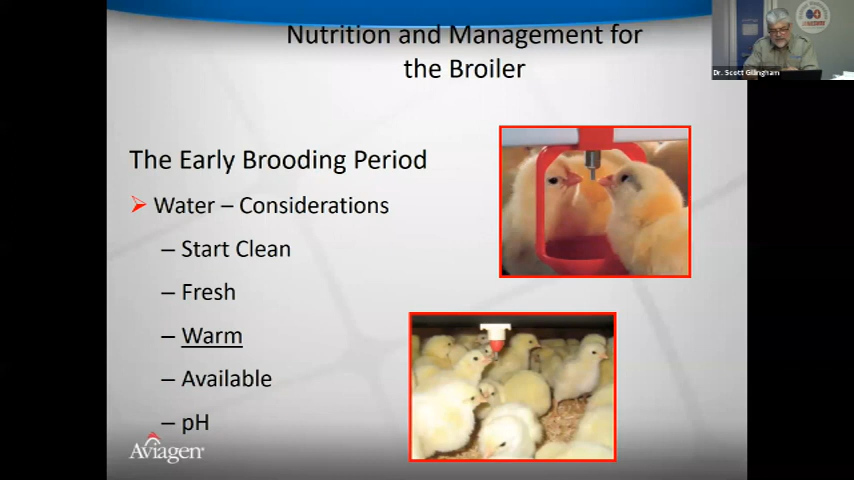 Nutrition and Management for
the Broiler
Dr. Scott Gillingham
The Early Brooding Period
Water – Considerations
– Start Clean
– Fresh
– Warm
– Available
– pH
Aviagen